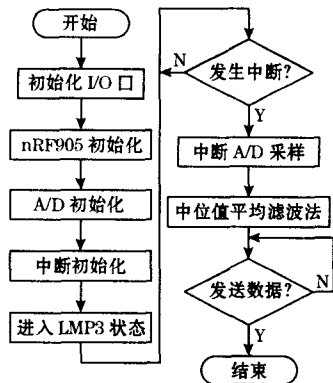 开始
初始化 I/O 口
nRF905 初始化
A/D 初始化
中断初始化
进入 LMP3 状态
发生中断?
N
Y
中断 A/D 采样
中位值平均滤波法
发送数据?
N
Y
结束